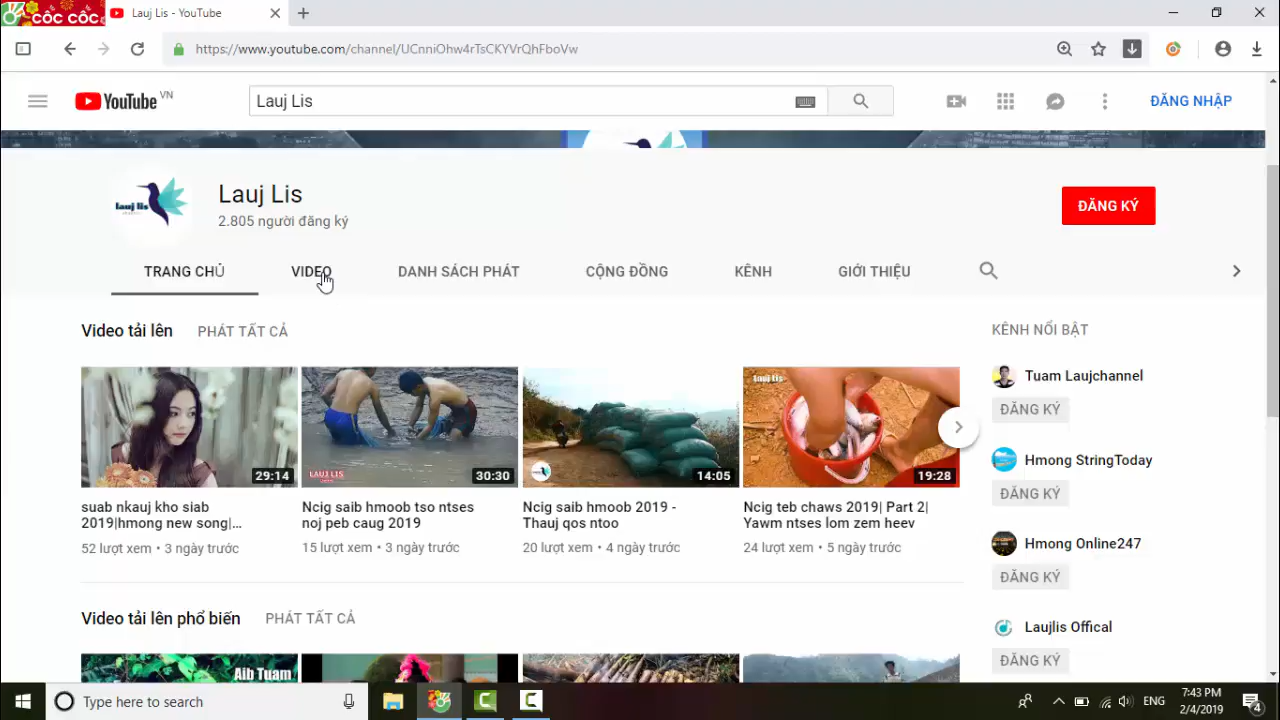 CỐC CỐC
Lauj Lis - YouTube
https://www.youtube.com/channel/UCnniOhw4rTsCKYVrQhFboVw
YouTube VN
Lauj Lis
ĐĂNG NHẬP
lauj lis
Lauj Lis
2.805 người đăng ký
ĐĂNG KÝ
TRANG CHỦ
VIDEO
DANH SÁCH PHÁT
CỘNG ĐỒNG
KÊNH
GIỚI THIỆU
Video tải lên
PHÁT TẤT CẢ
29:14
suab nkauj kho siab
2019|hmong new song|...
52 lượt xem • 3 ngày trước
LAUJ LIS
30:30
Ncig saib hmoob tso ntses
noj peb caug 2019
15 lượt xem • 3 ngày trước
14:05
Ncig saib hmoob 2019 -
Thauj qos ntoo
20 lượt xem • 4 ngày trước
Lauj Lis
19:28
Ncig teb chaws 2019| Part 2|
Yawm ntses lom zem heev
24 lượt xem • 5 ngày trước
KÊNH NỔI BẬT
Tuam Laujchannel
ĐĂNG KÝ
Hmong StringToday
ĐĂNG KÝ
Hmong Online247
ĐĂNG KÝ
Laujlis Offical
ĐĂNG KÝ
Video tải lên phổ biến
PHÁT TẤT CẢ
Aib Tuam
Type here to search
ENG
7:43 PM
2/4/2019
4